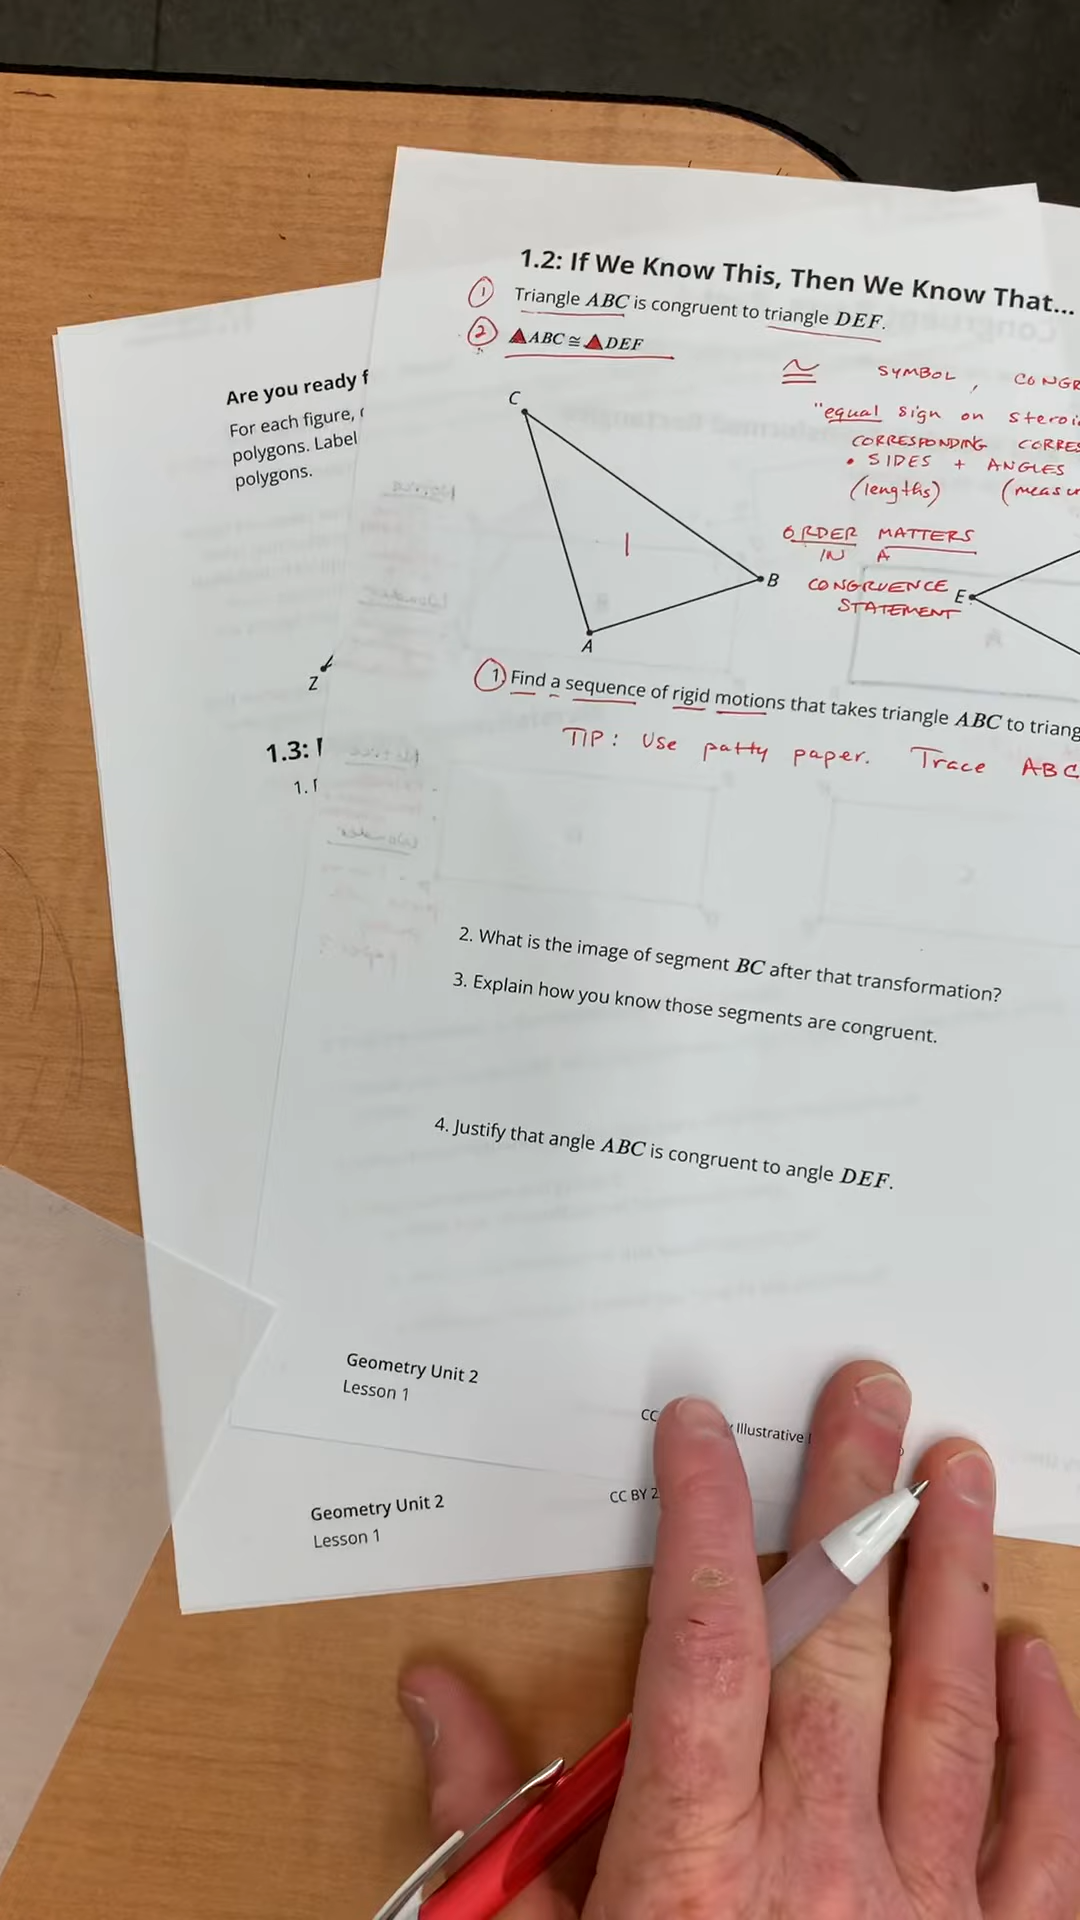 1.2: If We Know This, Then We Know That...
1 Triangle ABC is congruent to triangle DEF.
2 ▲ABC ≅ ▲DEF
≅ SYMBOL, CONGR
"equal sign on steroi
CORRESPONDING CORRES
• SIDES + ANGLES
(lengths) (measu
ORDER MATTERS
IN A
CONGRUENCE
STATEMENT
C
1
B
A
E
1. Find a sequence of rigid motions that takes triangle ABC to triang
TIP: Use patty paper. Trace ABC
2. What is the image of segment BC after that transformation?
3. Explain how you know those segments are congruent.
4. Justify that angle ABC is congruent to angle DEF.
Geometry Unit 2
Lesson 1
CC
Illustrative
Are you ready f
For each figure,
polygons. Label
polygons.
Z
1.3:
1.
Geometry Unit 2
Lesson 1
CC BY 2